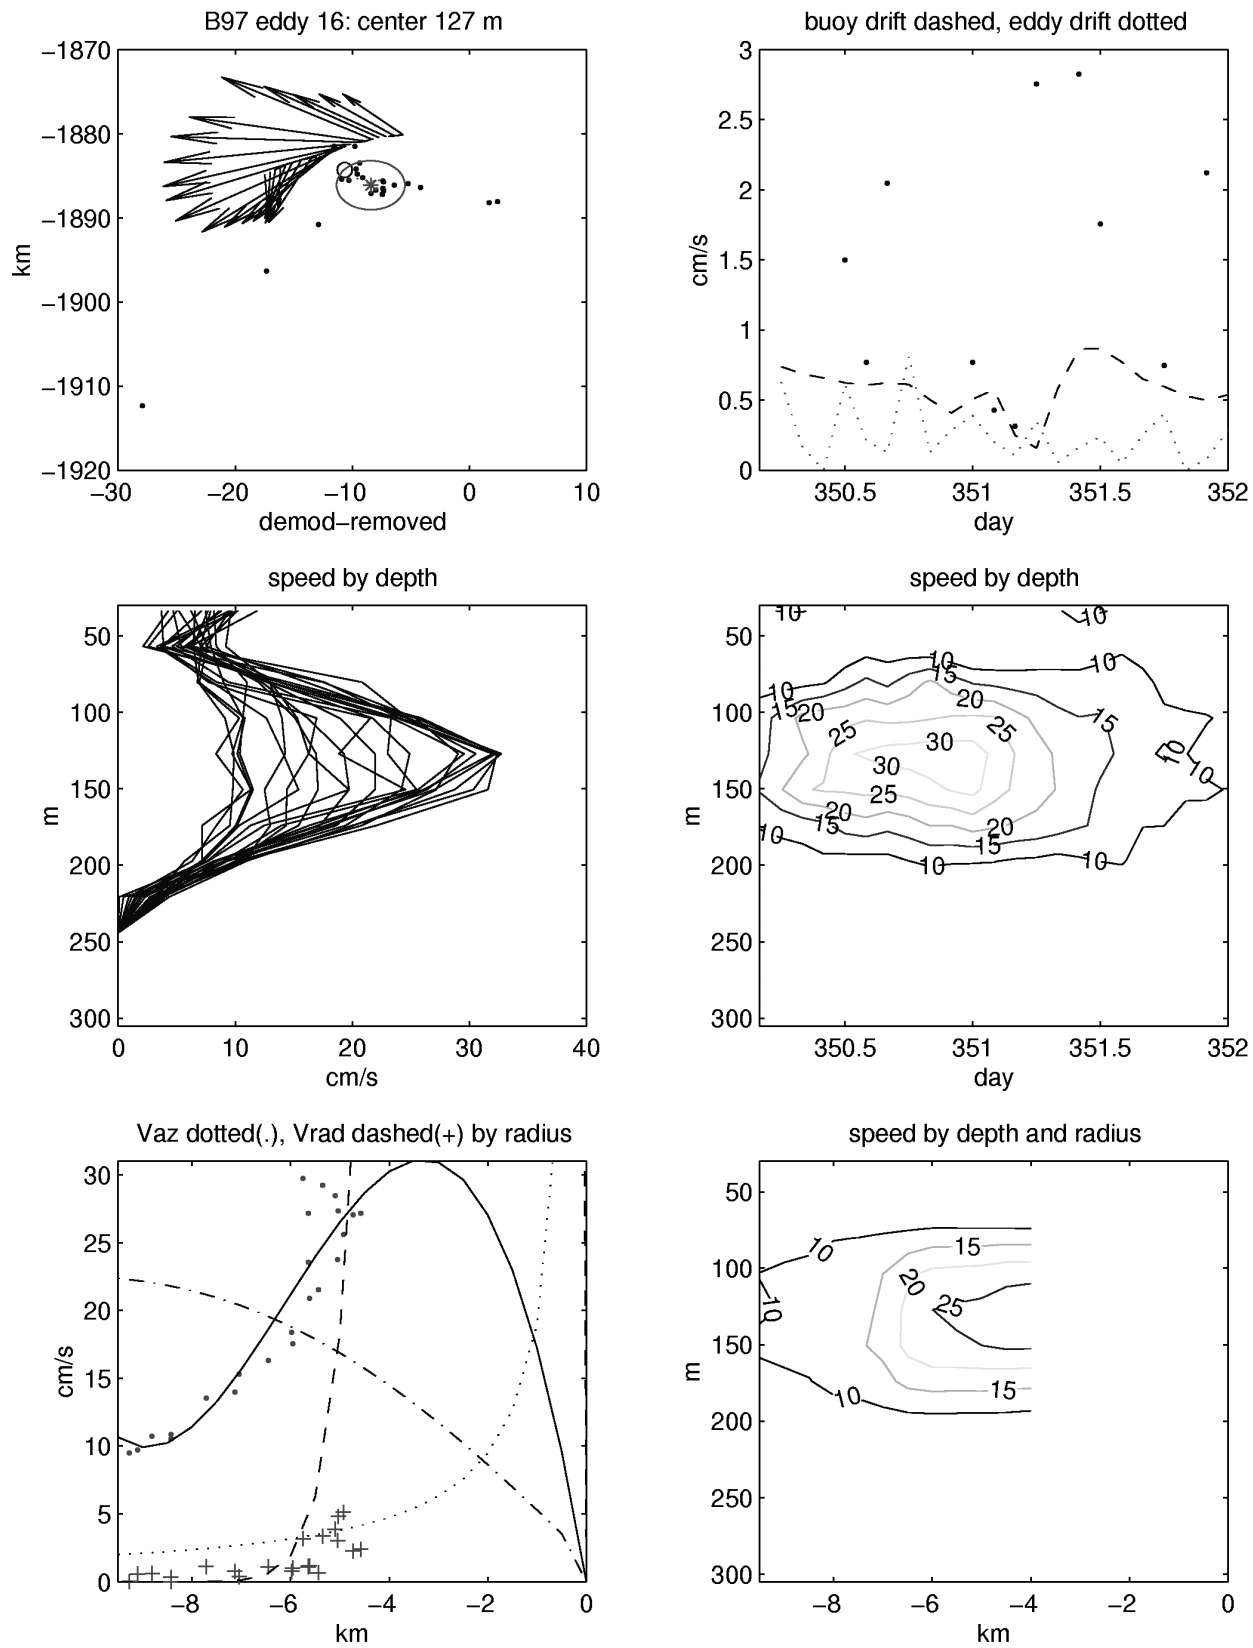 B97 eddy 16: center 127 m
−1870
−1880
−1890
−1900
−1910
−1920
km
−30 −20 −10 0 10
demod−removed
buoy drift dashed, eddy drift dotted
3
2.5
2
1.5
1
0.5
0
cm/s
350.5 351 351.5 352
day
speed by depth
50
100
150
200
250
300
m
0 10 20 30 40
cm/s
speed by depth
50
100
150
200
250
300
m
10 10
10 10
15
10 20
15 20 15
25 25
30 10
30 10
25
20 20
15 15
10 10 10
350.5 351 351.5 352
day
Vaz dotted(.), Vrad dashed(+) by radius
30
25
20
15
10
5
0
cm/s
−8 −6 −4 −2 0
km
speed by depth and radius
50
100
150
200
250
300
m
10 15
20
10 25
15
10
−8 −6 −4 −2 0
km